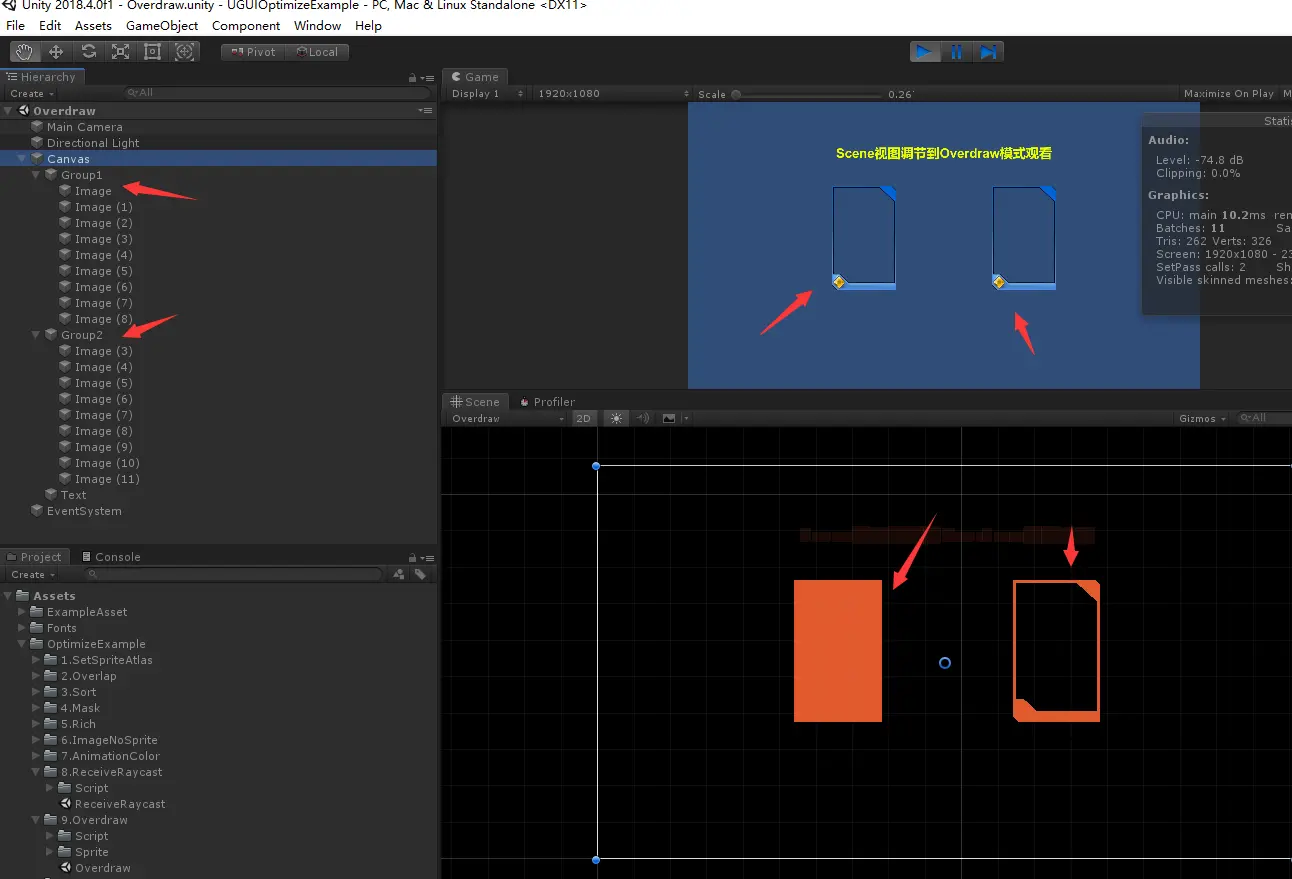 Unity 2018.4.0f1 - Overdraw.unity - UGUIOptimizeExample - PC, Mac & Linux Standalone <DX11>
File Edit Assets GameObject Component Window Help
Pivot Local
Hierarchy
Create All
Overdraw
Main Camera
Directional Light
Canvas
Group1
Image
Image (1)
Image (2)
Image (3)
Image (4)
Image (5)
Image (6)
Image (7)
Image (8)
Group2
Image (3)
Image (4)
Image (5)
Image (6)
Image (7)
Image (8)
Image (9)
Image (10)
Image (11)
Text
EventSystem
Game
Display 1 1920x1080 Scale 0.26 Maximize On Play M
Scene视图调节到Overdraw模式观看
Statis
Audio:
Level: -74.8 dB
Clipping: 0.0%
Graphics:
CPU: main 10.2ms ren
Batches: 11 Sa
Tris: 262 Verts: 326
Screen: 1920x1080 - 23
SetPass calls: 2 Sh
Visible skinned meshes:
Scene Profiler
Overdraw 2D Gizmos All
Project Console
Create
Assets
ExampleAsset
Fonts
OptimizeExample
1.SetSpriteAtlas
2.Overlap
3.Sort
4.Mask
5.Rich
6.ImageNoSprite
7.AnimationColor
8.ReceiveRaycast
Script
ReceiveRaycast
9.Overdraw
Script
Sprite
Overdraw